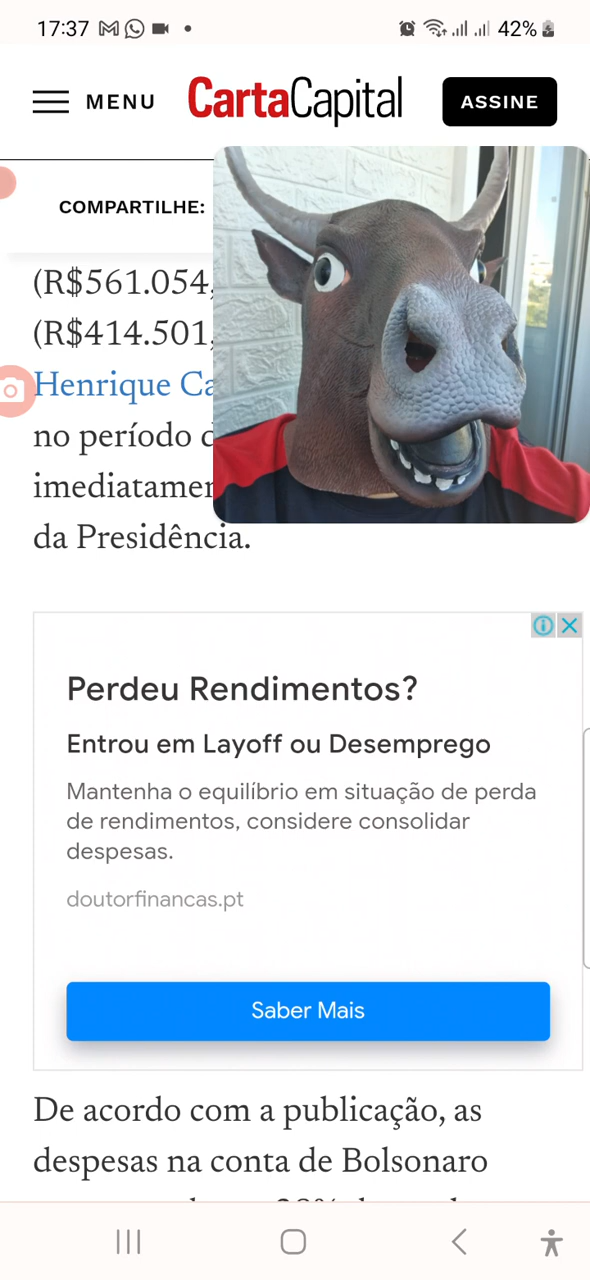 17:37
42%
MENU
CartaCapital
ASSINE
COMPARTILHE:
(R$561.054,
(R$414.501,
Henrique Ca
no período
imediatamen
da Presidência.
Perdeu Rendimentos?
Entrou em Layoff ou Desemprego
Mantenha o equilíbrio em situação de perda
de rendimentos, considere consolidar
despesas.
doutorfinancas.pt
Saber Mais
De acordo com a publicação, as
despesas na conta de Bolsonaro